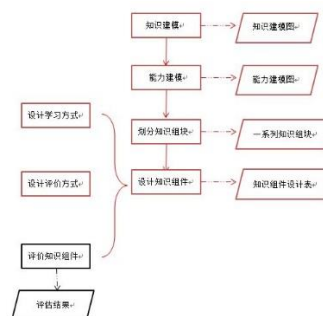 知识建模
知识建模图
能力建模
能力建模图
设计学习方式
划分知识组块
一系列知识组块
设计评价方式
设计知识组件
知识组件设计表
评价知识组件
评估结果